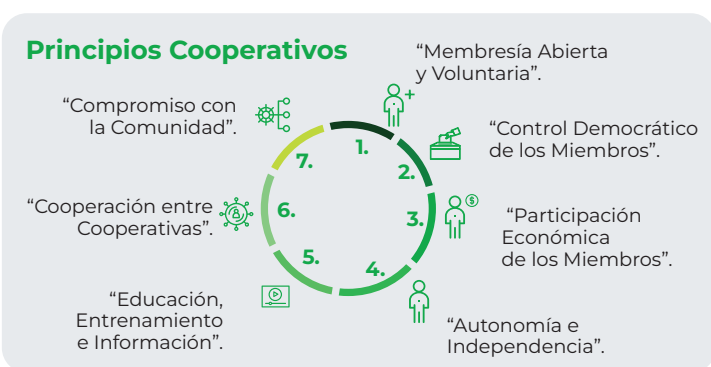 Principios Cooperativos
1.
“Membresía Abierta
y Voluntaria”.
2.
“Control Democrático
de los Miembros”.
3.
“Participación
Económica
de los Miembros”.
4.
“Autonomía e
Independencia”.
5.
“Educación,
Entrenamiento
e Información”.
6.
“Cooperación entre
Cooperativas”.
7.
“Compromiso con
la Comunidad”.
$